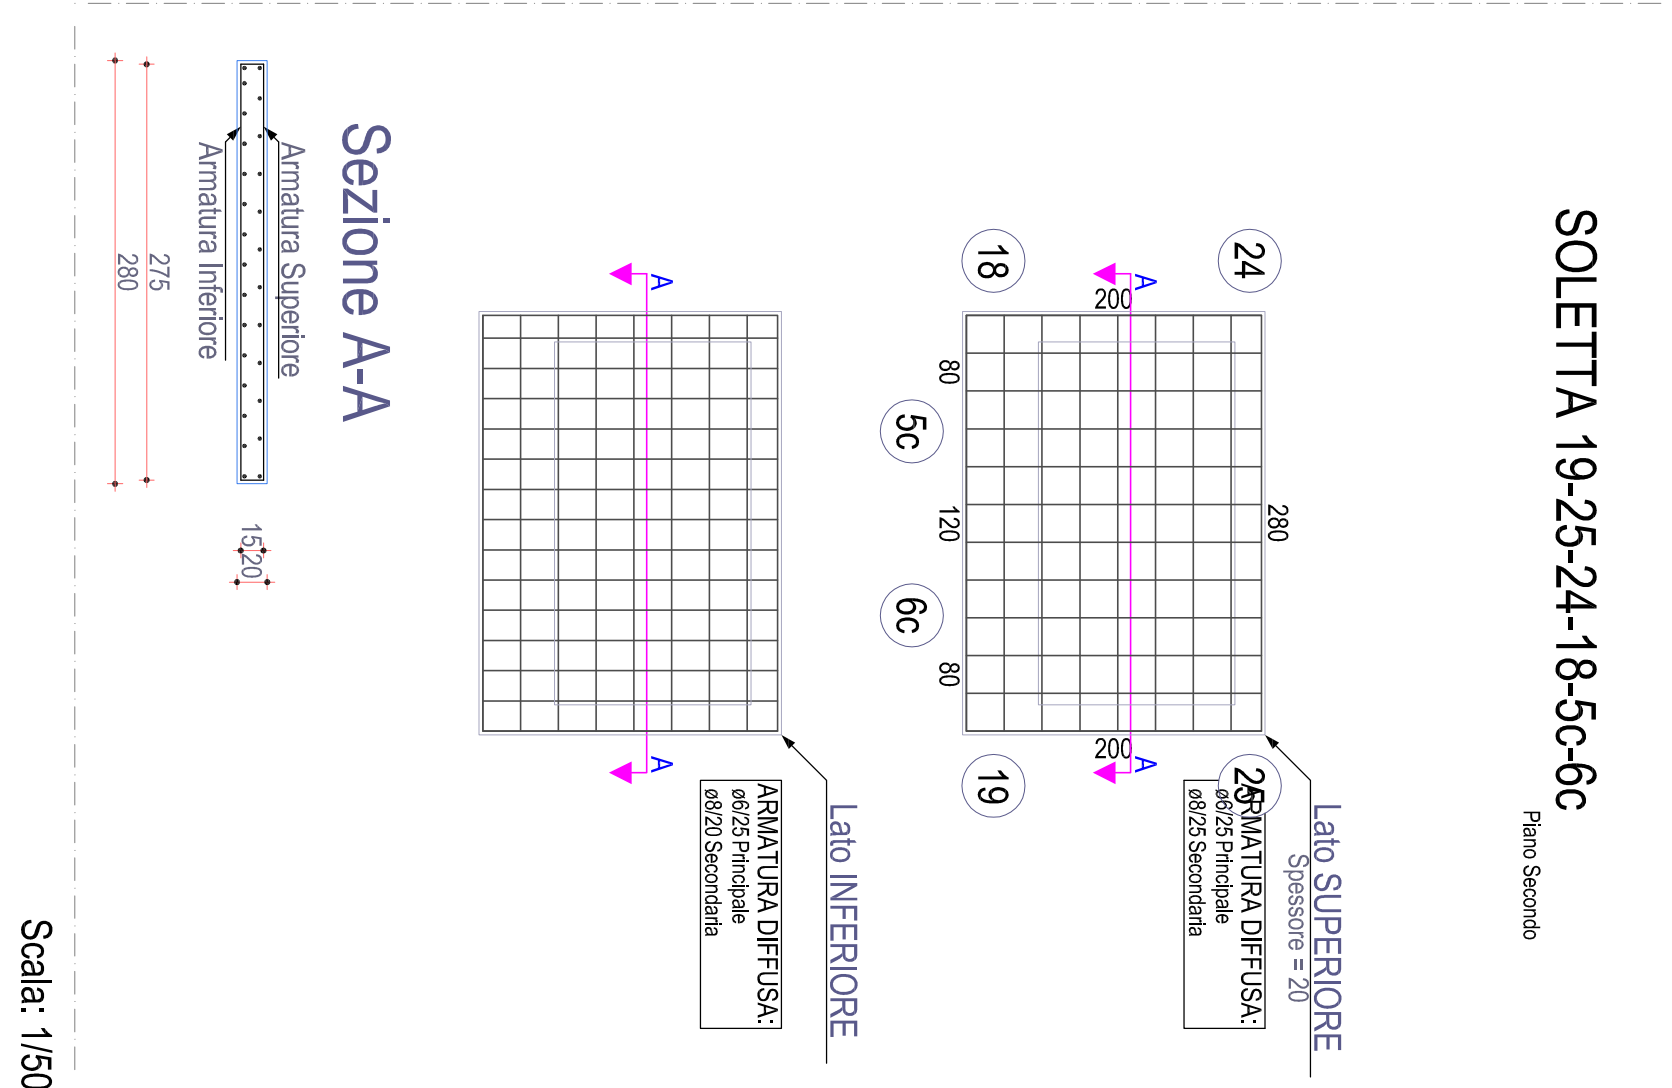 SOLETTA 19-25-24-18-5c-6c
Piano Secondo
Lato SUPERIORE
Spessore = 20
24
25
280
ARMATURA DIFFUSA:
ø6/25 Principale
ø8/25 Secondaria
A
A
200
200
18
19
80
120
80
5c
6c
Lato INFERIORE
ARMATURA DIFFUSA:
ø6/25 Principale
ø8/20 Secondaria
A
A
Sezione A-A
Armatura Superiore
Armatura Inferiore
15
20
275
280
Scala: 1/50